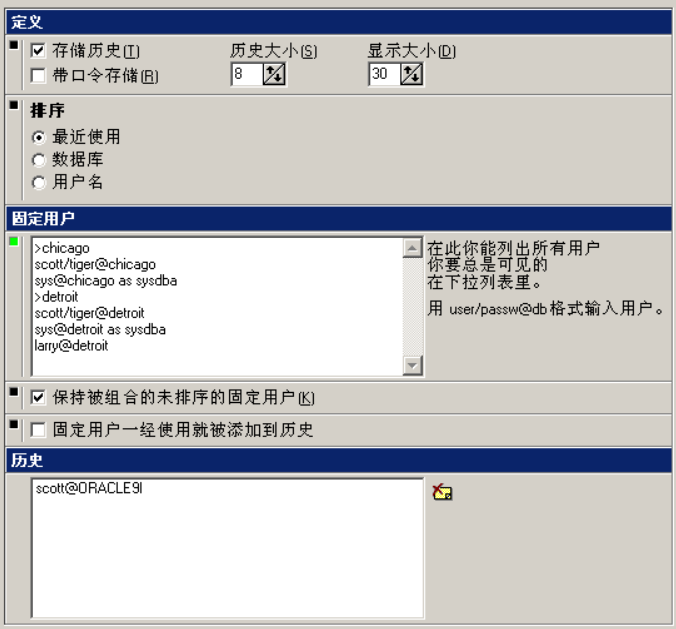 定义
存储历史(T) 历史大小(S) 显示大小(D)
带口令存储(R) 8 30
排序
最近使用
数据库
用户名
固定用户
>chicago
scott/tiger@chicago
sys@chicago as sysdba
>detroit
scott/tiger@detroit
sys@detroit as sysdba
larry@detroit
在此你能列出所有用户
你要总是可见的
在下拉列表里。
用 user/passw@db 格式输入用户。
保持被组合的未排序的固定用户(K)
固定用户一经使用就被添加到历史
历史
scott@ORACLE9I